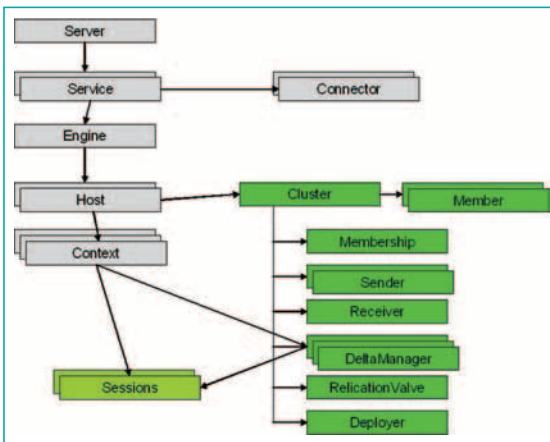 Server
Service
Connector
Engine
Host
Cluster
Member
Context
Membership
Sender
Receiver
DeltaManager
Sessions
RelicationValve
Deployer